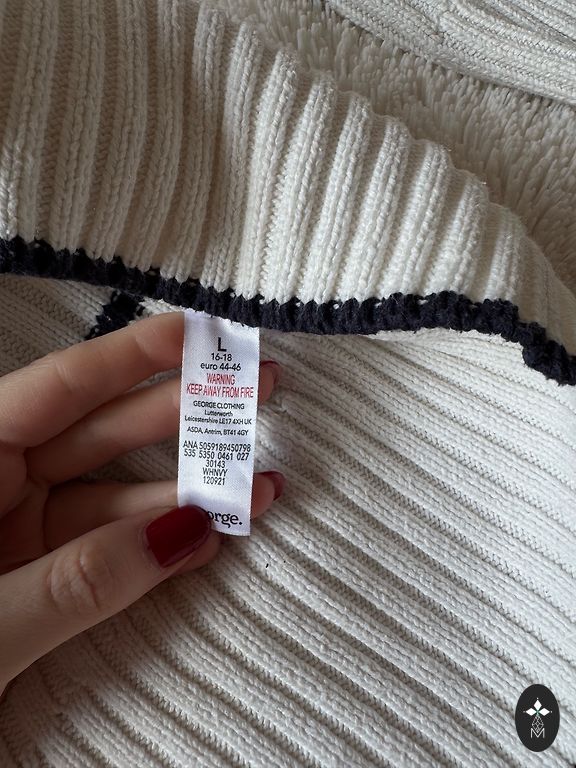 L
16-18
euro 44-46
WARNING
KEEP AWAY FROM FIRE
GEORGE CLOTHING
Lutterworth
Leicestershire LE17 4XH UK
ASDA, Antrim, BT41 4GY
ANA 5059189450798
535 5350 0461 027
30143
WHNVY
120921
orge.
M